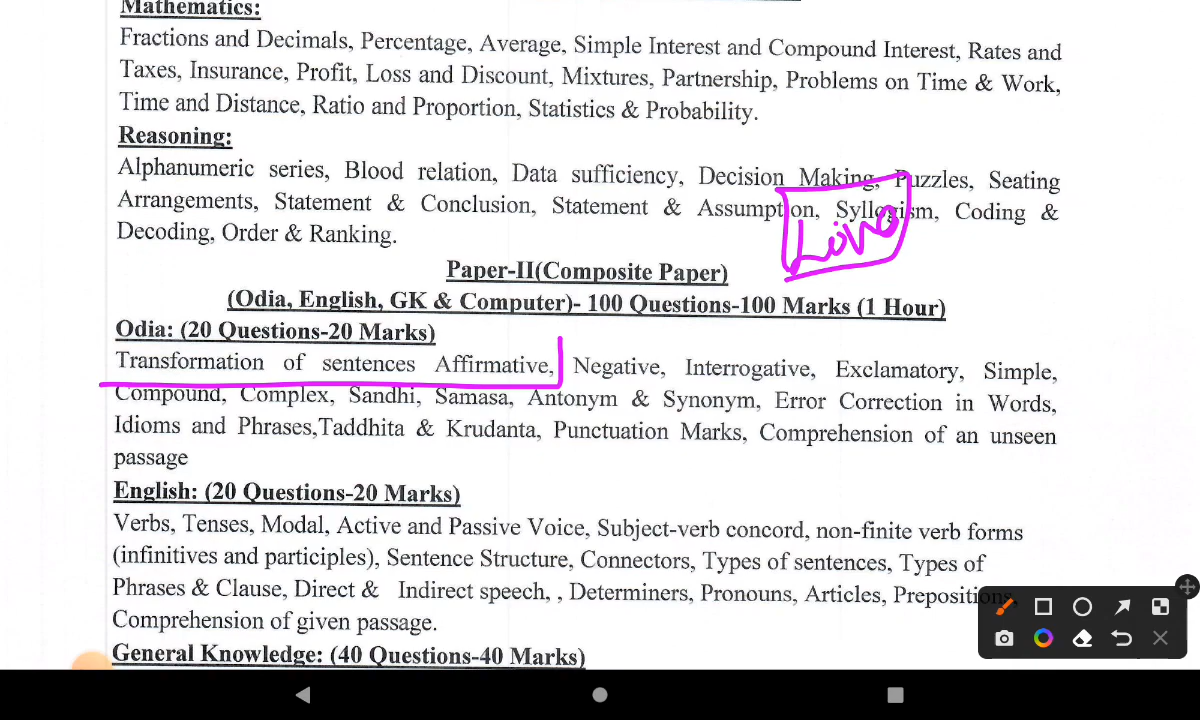 Mathematics:
Fractions and Decimals, Percentage, Average, Simple Interest and Compound Interest, Rates and
Taxes, Insurance, Profit, Loss and Discount, Mixtures, Partnership, Problems on Time & Work,
Time and Distance, Ratio and Proportion, Statistics & Probability.
Reasoning:
Alphanumeric series, Blood relation, Data sufficiency, Decision Making, Puzzles, Seating
Arrangements, Statement & Conclusion, Statement & Assumption, Syllogism, Coding &
Decoding, Order & Ranking.
Paper-II(Composite Paper)
(Odia, English, GK & Computer)- 100 Questions-100 Marks (1 Hour)
Odia: (20 Questions-20 Marks)
Transformation of sentences Affirmative, Negative, Interrogative, Exclamatory, Simple,
Compound, Complex, Sandhi, Samasa, Antonym & Synonym, Error Correction in Words,
Idioms and Phrases,Taddhita & Krudanta, Punctuation Marks, Comprehension of an unseen
passage
English: (20 Questions-20 Marks)
Verbs, Tenses, Modal, Active and Passive Voice, Subject-verb concord, non-finite verb forms
(infinitives and participles), Sentence Structure, Connectors, Types of sentences, Types of
Phrases & Clause, Direct & Indirect speech, , Determiners, Pronouns, Articles, Prepositions,
Comprehension of given passage.
General Knowledge: (40 Questions-40 Marks)